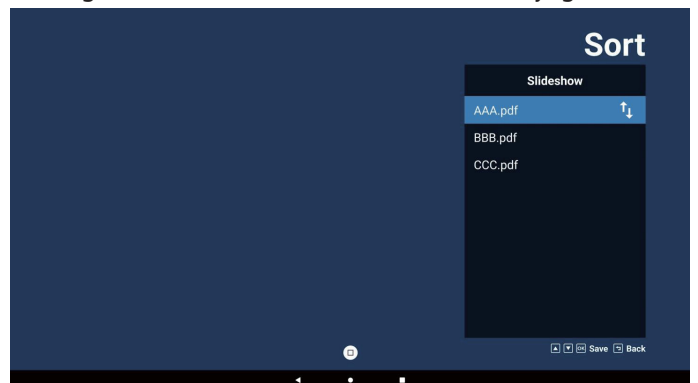 Sort
Slideshow
AAA.pdf
BBB.pdf
CCC.pdf
OK Save Back